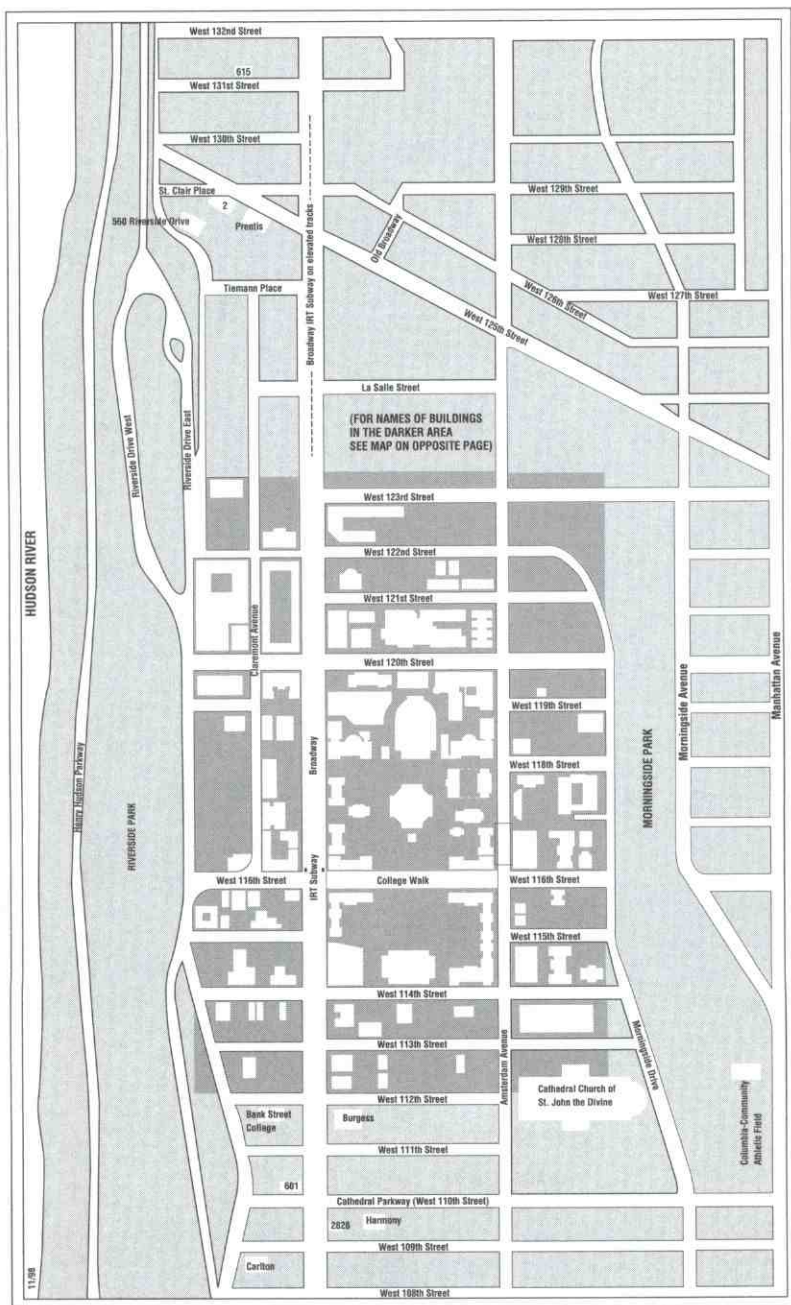 West 132nd Street
615
West 131st Street
West 130th Street
St. Clair Place
2
560 Riverside Drive
Prentis
Broadway IRT Subway on elevated tracks
Old Broadway
West 129th Street
West 128th Street
West 127th Street
West 126th Street
West 125th Street
Tiemann Place
La Salle Street
(FOR NAMES OF BUILDINGS
IN THE DARKER AREA
SEE MAP ON OPPOSITE PAGE)
Riverside Drive West
Riverside Drive East
West 123rd Street
West 122nd Street
West 121st Street
West 120th Street
HUDSON RIVER
Claremont Avenue
West 119th Street
Morningside Avenue
Manhattan Avenue
Broadway
West 118th Street
MORNINGSIDE PARK
Henry Hudson Parkway
RIVERSIDE PARK
West 116th Street
IRT Subway
College Walk
West 116th Street
West 115th Street
West 114th Street
West 113th Street
Amsterdam Avenue
Morningside Drive
Cathedral Church of
St. John the Divine
West 112th Street
Bank Street
College
Burgess
Columbia-Community
Athletic Field
West 111th Street
601
Cathedral Parkway (West 110th Street)
2828
Harmony
West 109th Street
Carlton
11/98
West 108th Street